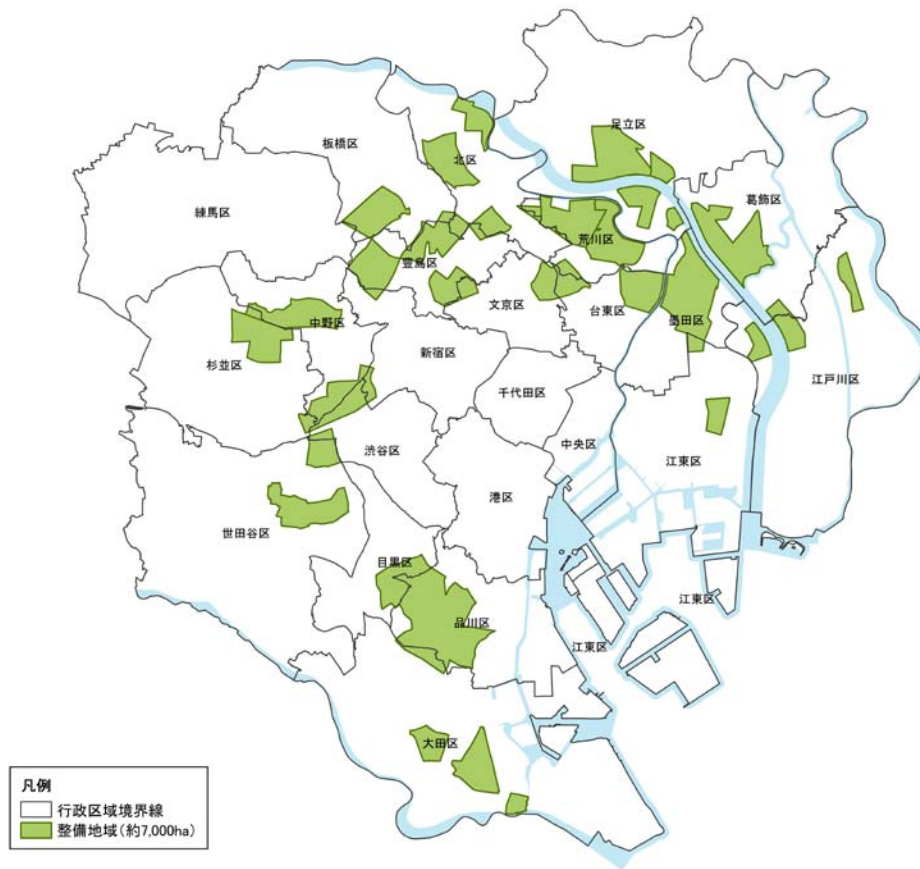 足立区
板橋区
北区
葛飾区
練馬区
荒川区
豊島区
文京区
台東区
墨田区
中野区
新宿区
杉並区
江戸川区
千代田区
中央区
渋谷区
江東区
港区
世田谷区
目黒区
江東区
品川区
江東区
大田区
凡例
行政区域境界線
整備地域(約7,000ha)